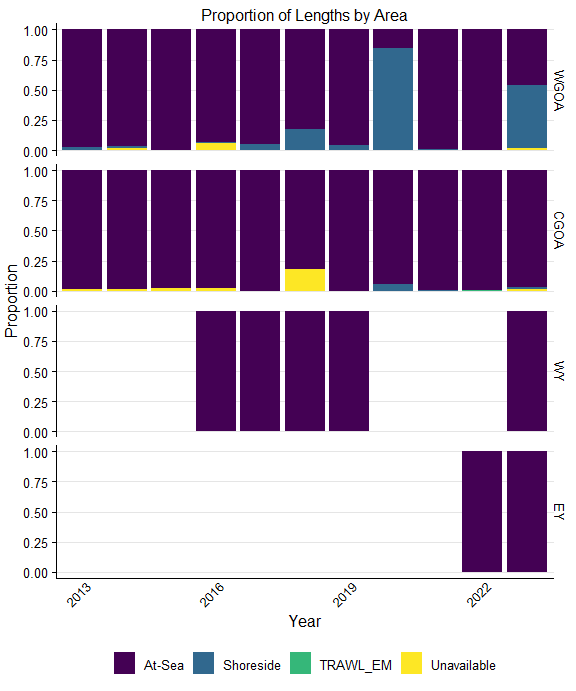 Proportion of Lengths by Area
1.00
0.75
0.50
0.25
0.00
WGOA
1.00
0.75
0.50
0.25
0.00
CGOA
Proportion
1.00
0.75
0.50
0.25
0.00
WY
1.00
0.75
0.50
0.25
0.00
EY
2013
2016
2019
2022
Year
At-Sea
Shoreside
TRAWL_EM
Unavailable